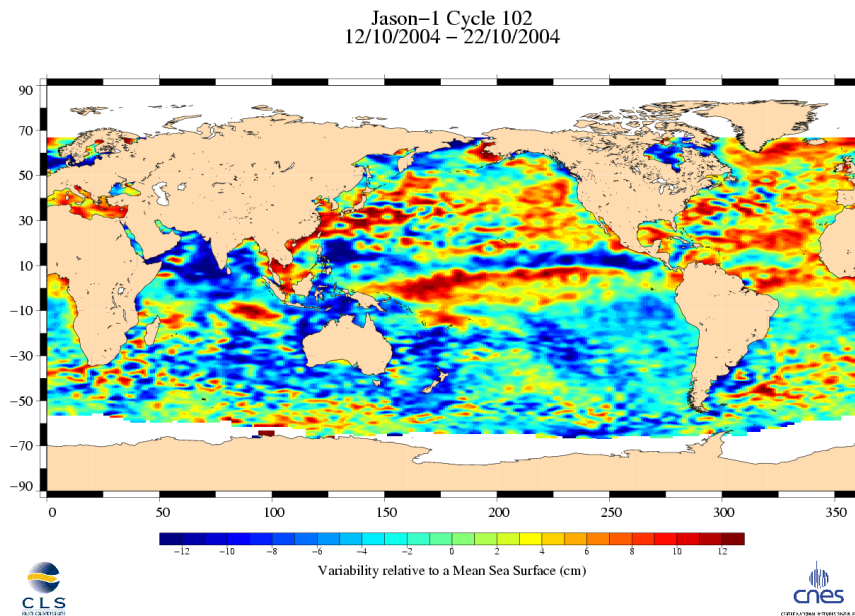 Jason-1 Cycle 102
12/10/2004 - 22/10/2004
90
70
50
30
10
-10
-30
-50
-70
-90
0 50 100 150 200 250 300 350
-12 -10 -8 -6 -4 -2 0 2 4 6 8 10 12
Variability relative to a Mean Sea Surface (cm)
CLS
cnes